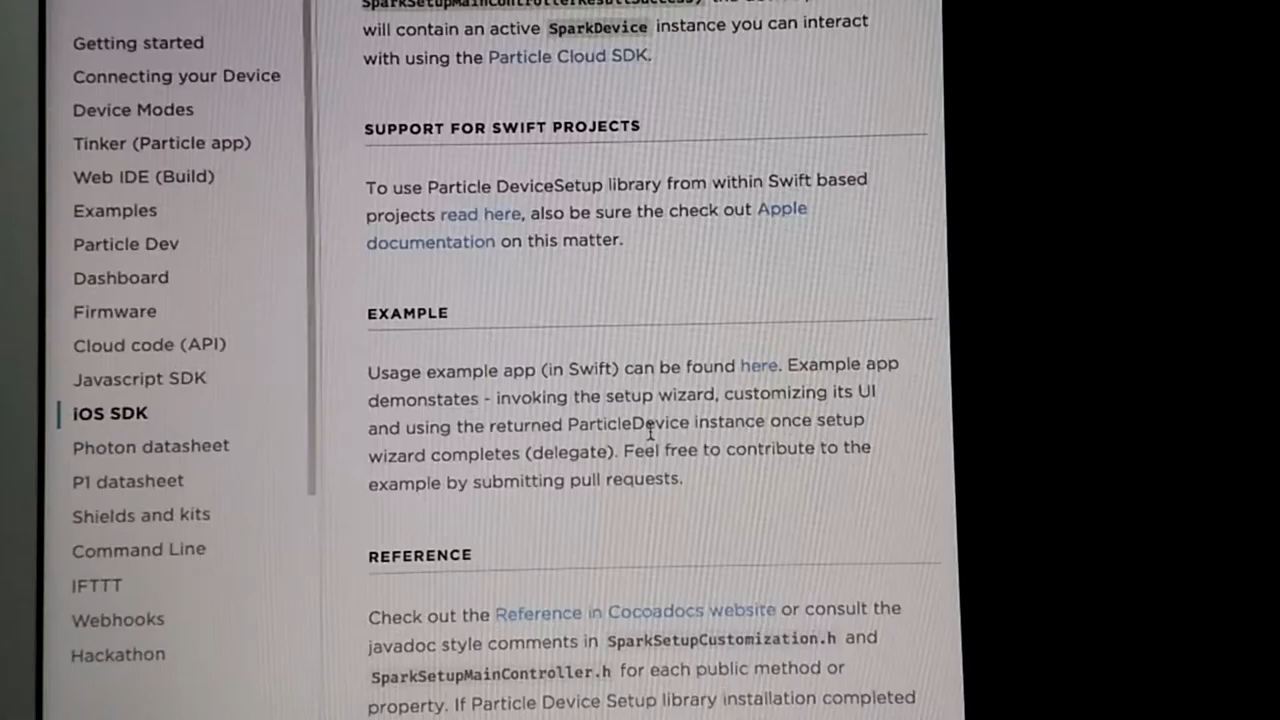 Getting started
Connecting your Device
Device Modes
Tinker (Particle app)
Web IDE (Build)
Examples
Particle Dev
Dashboard
Firmware
Cloud code (API)
Javascript SDK
iOS SDK
Photon datasheet
P1 datasheet
Shields and kits
Command Line
IFTTT
Webhooks
Hackathon
will contain an active SparkDevice instance you can interact
with using the Particle Cloud SDK.
SUPPORT FOR SWIFT PROJECTS
To use Particle DeviceSetup library from within Swift based
projects read here, also be sure the check out Apple
documentation on this matter.
EXAMPLE
Usage example app (in Swift) can be found here. Example app
demonstates - invoking the setup wizard, customizing its UI
and using the returned ParticleDevice instance once setup
wizard completes (delegate). Feel free to contribute to the
example by submitting pull requests.
REFERENCE
Check out the Reference in Cocoadocs website or consult the
javadoc style comments in SparkSetupCustomization.h and
SparkSetupMainController.h for each public method or
property. If Particle Device Setup library installation completed